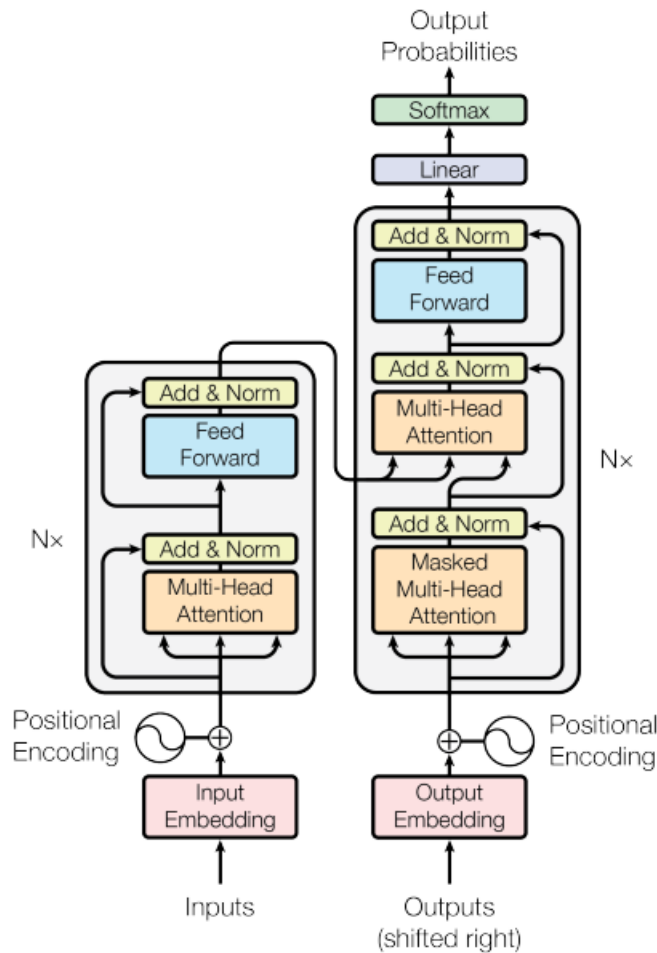 Output
Probabilities
Softmax
Linear
Add & Norm
Feed
Forward
Add & Norm
Multi-Head
Attention
Add & Norm
Masked
Multi-Head
Attention
N×
Add & Norm
Feed
Forward
Add & Norm
Multi-Head
Attention
N×
Positional
Encoding
Positional
Encoding
Input
Embedding
Output
Embedding
Inputs
Outputs
(shifted right)